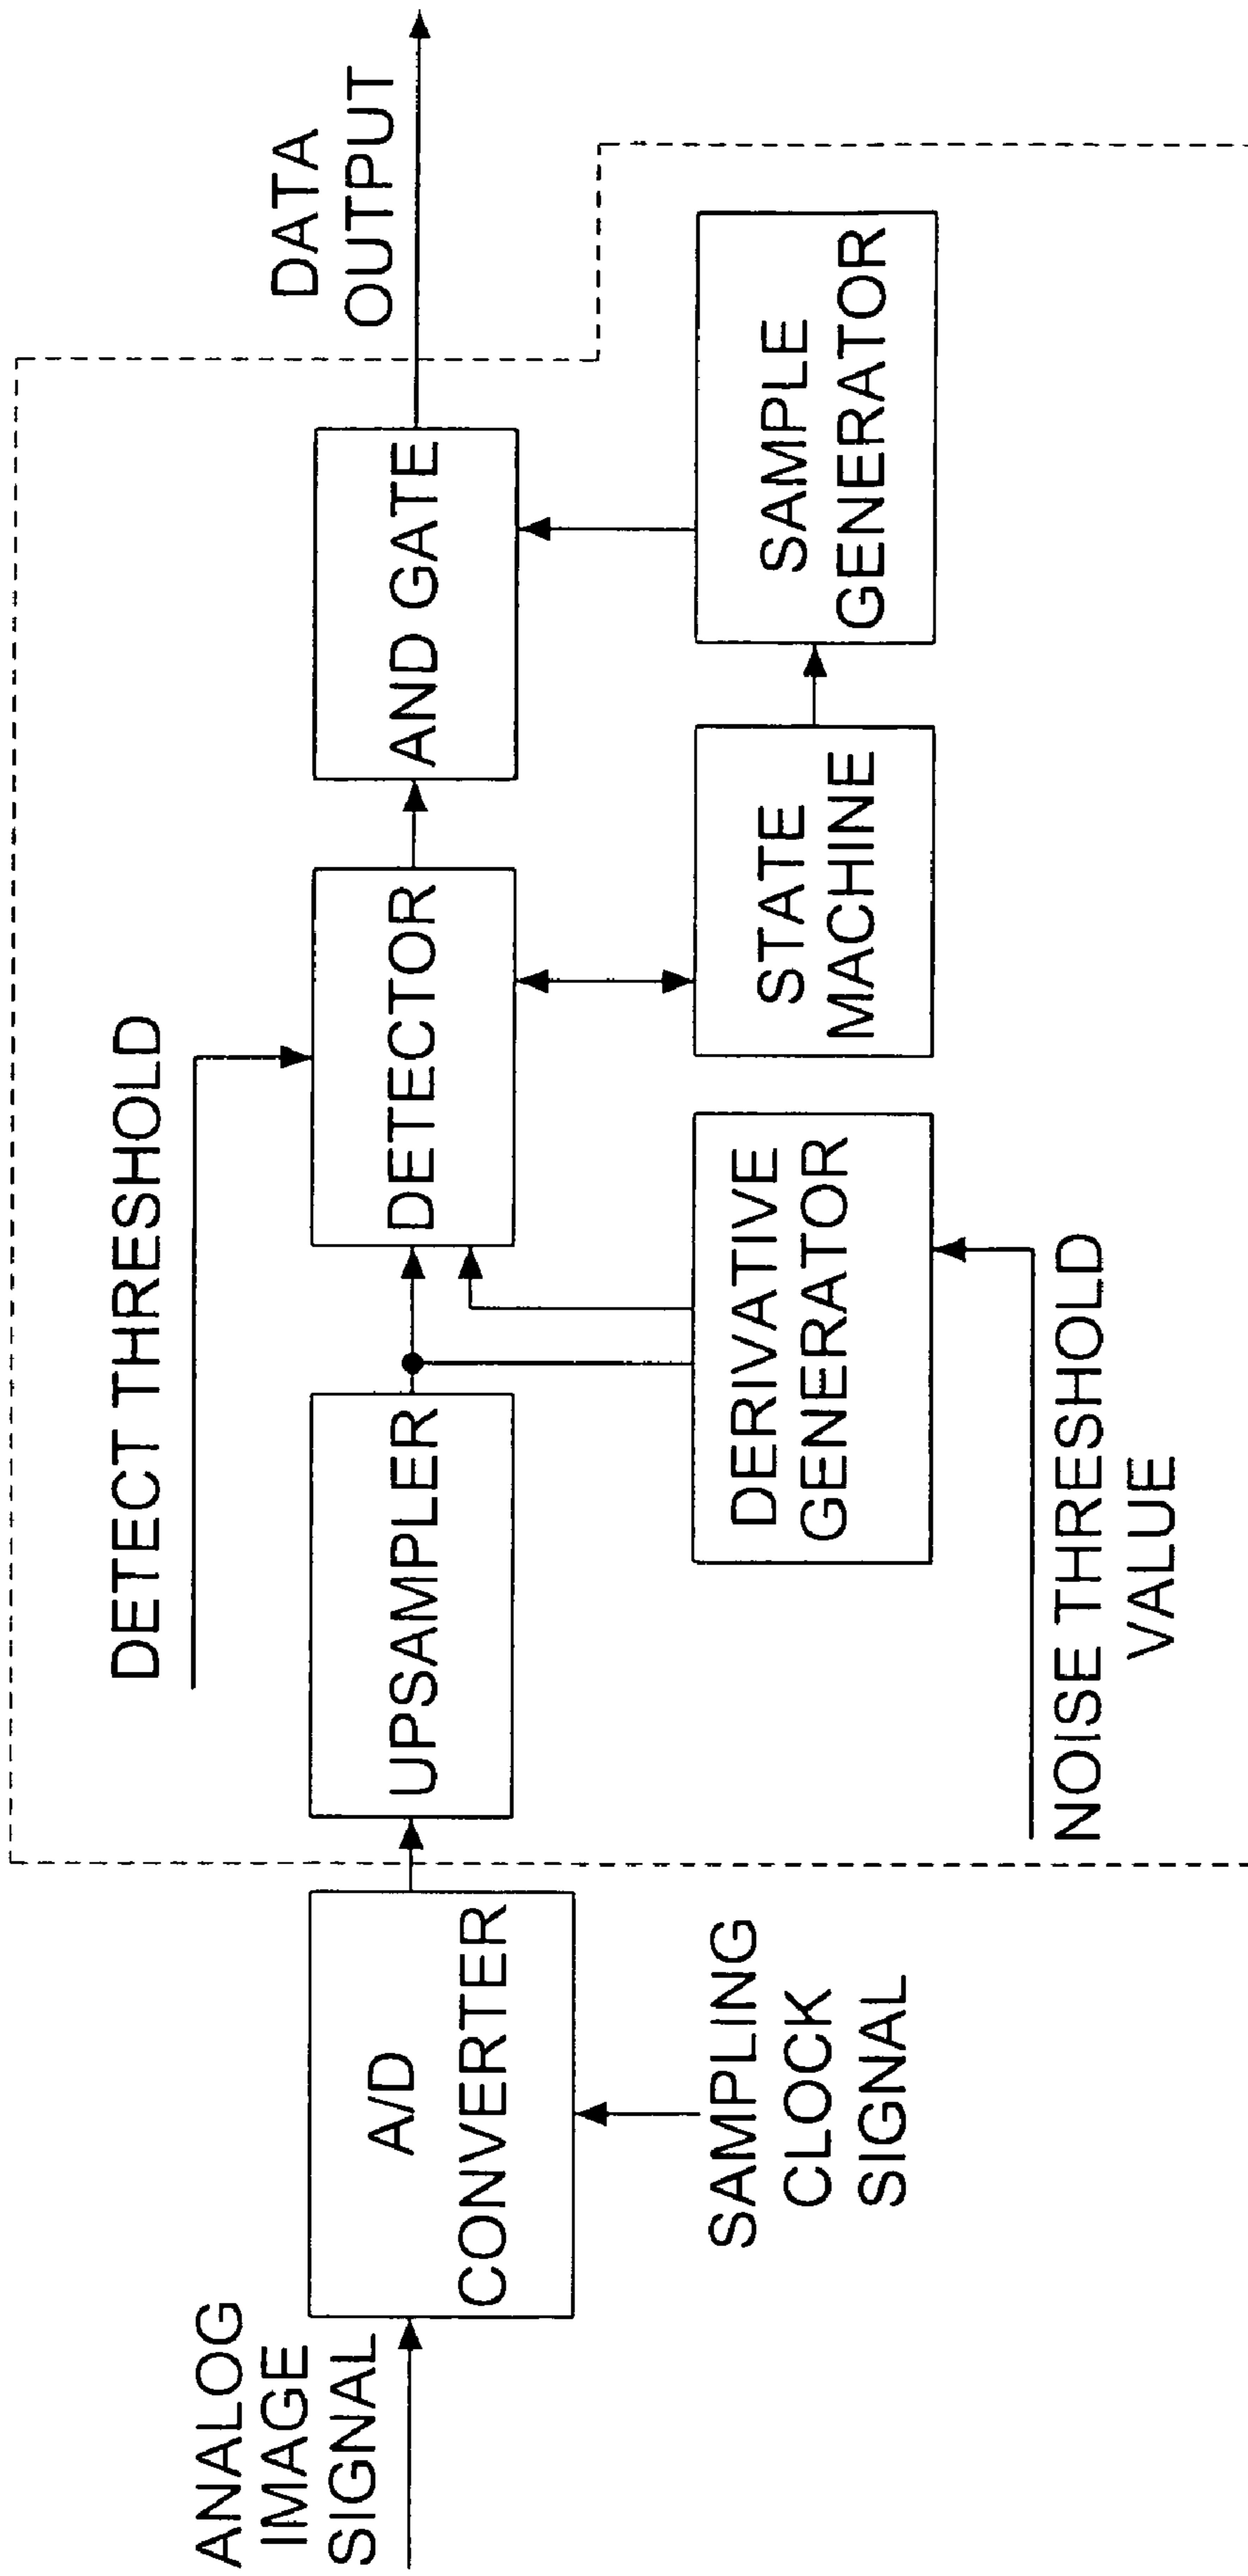 ANALOG
IMAGE
SIGNAL
A/D
CONVERTER
SAMPLING
CLOCK
SIGNAL
UPSAMPLER
DETECT THRESHOLD
DETECTOR
DERIVATIVE
GENERATOR
NOISE THRESHOLD
VALUE
STATE
MACHINE
AND GATE
SAMPLE
GENERATOR
DATA
OUTPUT